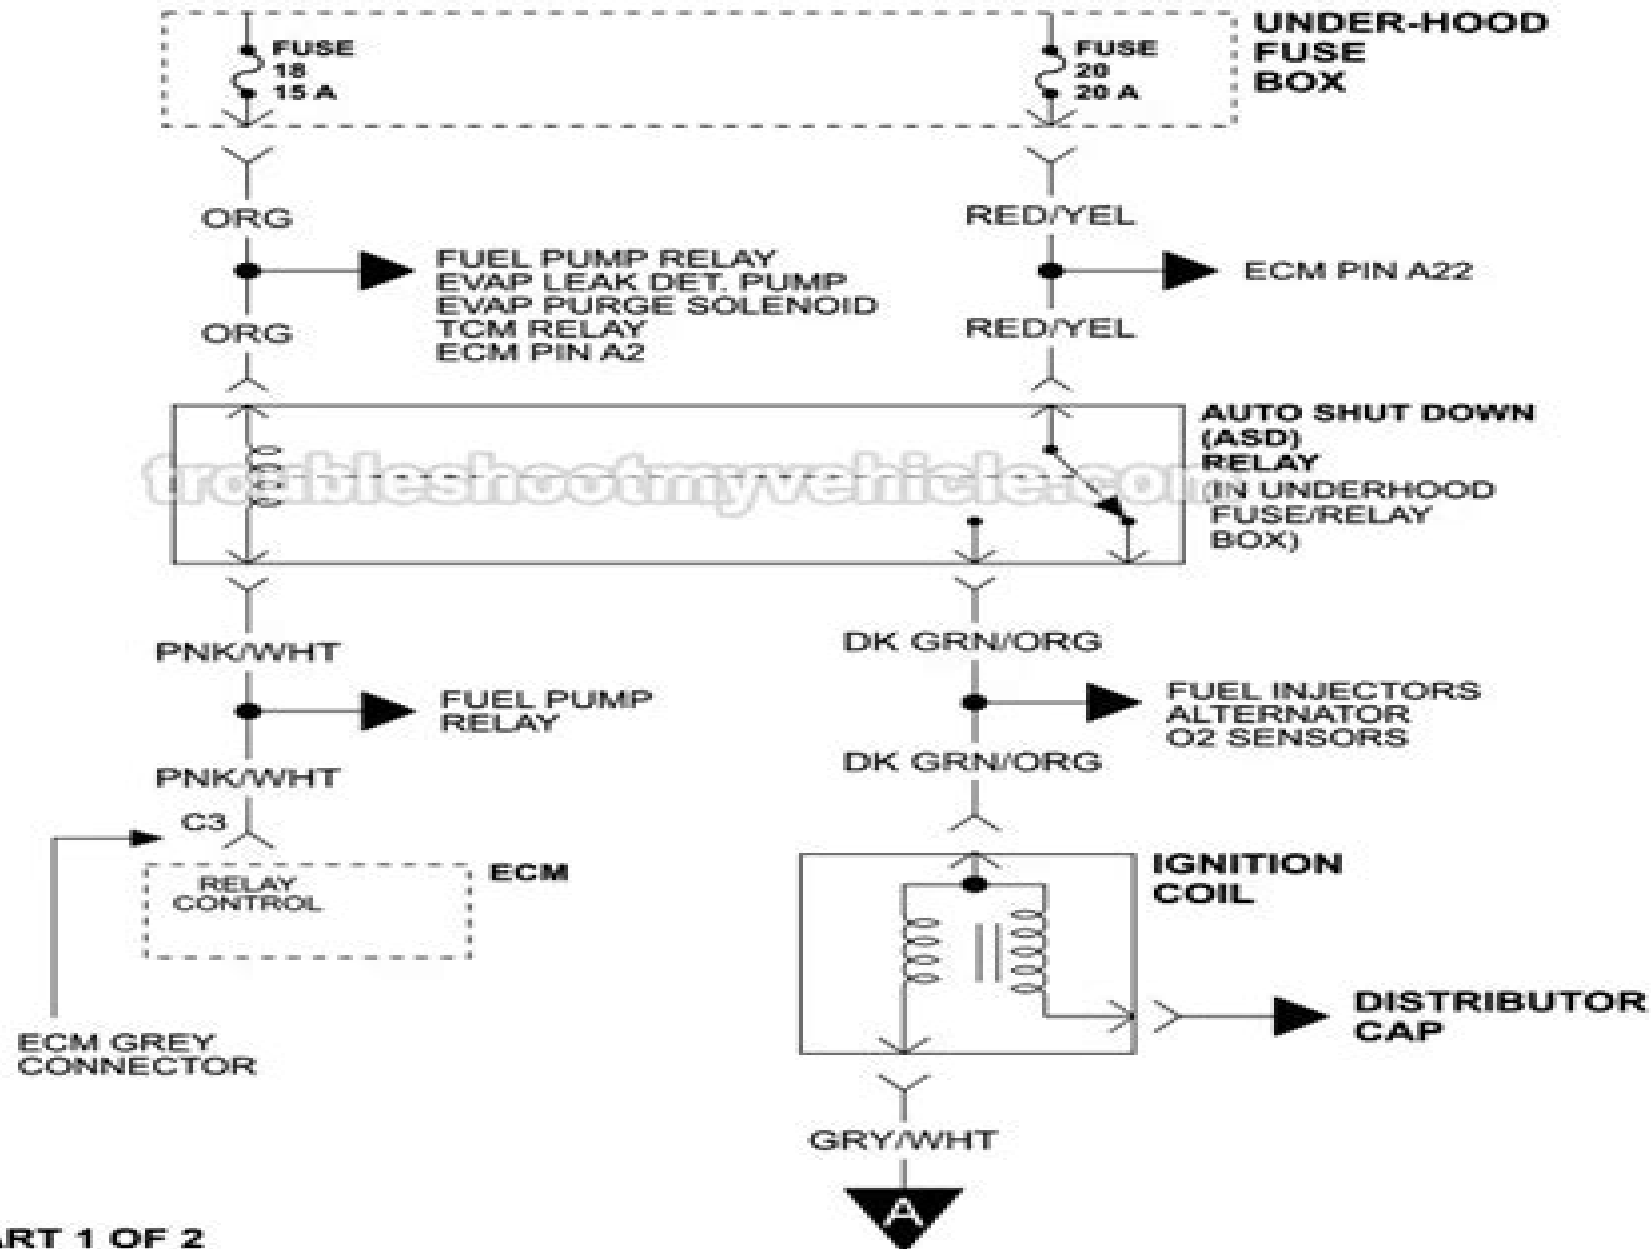 UNDER-HOOD
FUSE
BOX
FUSE
18
15 A
FUSE
20
20 A
ORG
RED/YEL
FUEL PUMP RELAY
EVAP LEAK DET. PUMP
EVAP PURGE SOLENOID
TCM RELAY
ECM PIN A2
ECM PIN A22
ORG
RED/YEL
AUTO SHUT DOWN
(ASD)
RELAY
(IN UNDERHOOD
FUSE/RELAY
BOX)
troubleshootmyvehicle.com
PNK/WHT
DK GRN/ORG
FUEL PUMP
RELAY
FUEL INJECTORS
ALTERNATOR
O2 SENSORS
PNK/WHT
DK GRN/ORG
C3
ECM
RELAY
CONTROL
IGNITION
COIL
DISTRIBUTOR
CAP
ECM GREY
CONNECTOR
GRY/WHT
A
ART 1 OF 2